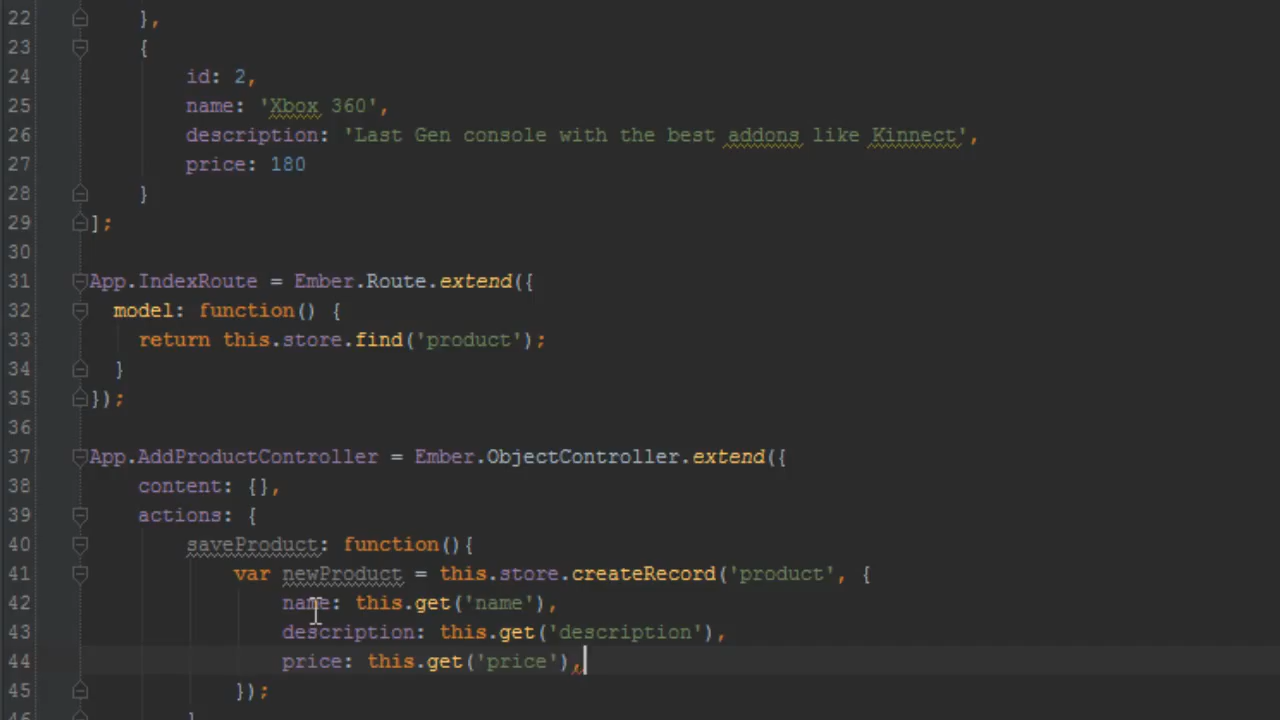 22 },
23 {
24 id: 2,
25 name: 'Xbox 360',
26 description: 'Last Gen console with the best addons like Kinnect',
27 price: 180
28 }
29 ];
30
31 App.IndexRoute = Ember.Route.extend({
32 model: function() {
33 return this.store.find('product');
34 }
35 });
36
37 App.AddProductController = Ember.ObjectController.extend({
38 content: {},
39 actions: {
40 saveProduct: function(){
41 var newProduct = this.store.createRecord('product', {
42 name: this.get('name'),
43 description: this.get('description'),
44 price: this.get('price'),
45 });
46 }